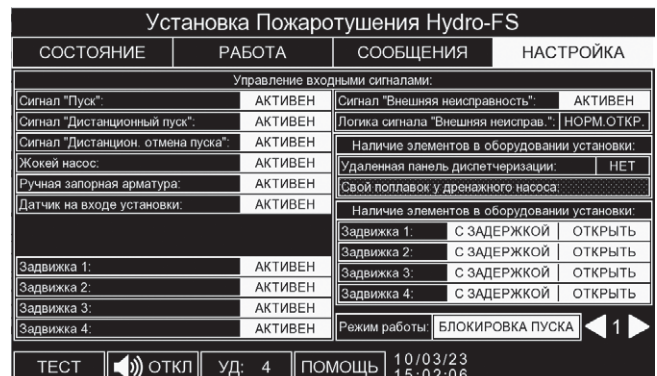 Установка Пожаротушения Hydro-FS
СОСТОЯНИЕ РАБОТА СООБЩЕНИЯ НАСТРОЙКА
Управление входными сигналами:
Сигнал "Пуск": АКТИВЕН
Сигнал "Дистанционный пуск": АКТИВЕН
Сигнал "Дистанцион. отмена пуска": АКТИВЕН
Жокей насос: АКТИВЕН
Ручная запорная арматура: АКТИВЕН
Датчик на входе установки: АКТИВЕН
Задвижка 1: АКТИВЕН
Задвижка 2: АКТИВЕН
Задвижка 3: АКТИВЕН
Задвижка 4: АКТИВЕН
Сигнал "Внешняя неисправность": АКТИВЕН
Логика сигнала "Внешняя неисправ.": НОРМ.ОТКР.
Наличие элементов в оборудовании установки:
Удаленная панель диспетчеризации: НЕТ
Свой поплавок у дренажного насоса:
Наличие элементов в оборудовании установки:
Задвижка 1: С ЗАДЕРЖКОЙ | ОТКРЫТЬ
Задвижка 2: С ЗАДЕРЖКОЙ | ОТКРЫТЬ
Задвижка 3: С ЗАДЕРЖКОЙ | ОТКРЫТЬ
Задвижка 4: С ЗАДЕРЖКОЙ | ОТКРЫТЬ
Режим работы: БЛОКИРОВКА ПУСКА 1
ТЕСТ ОТКЛ УД: 4 ПОМОЩЬ 10/03/23
15:02:06